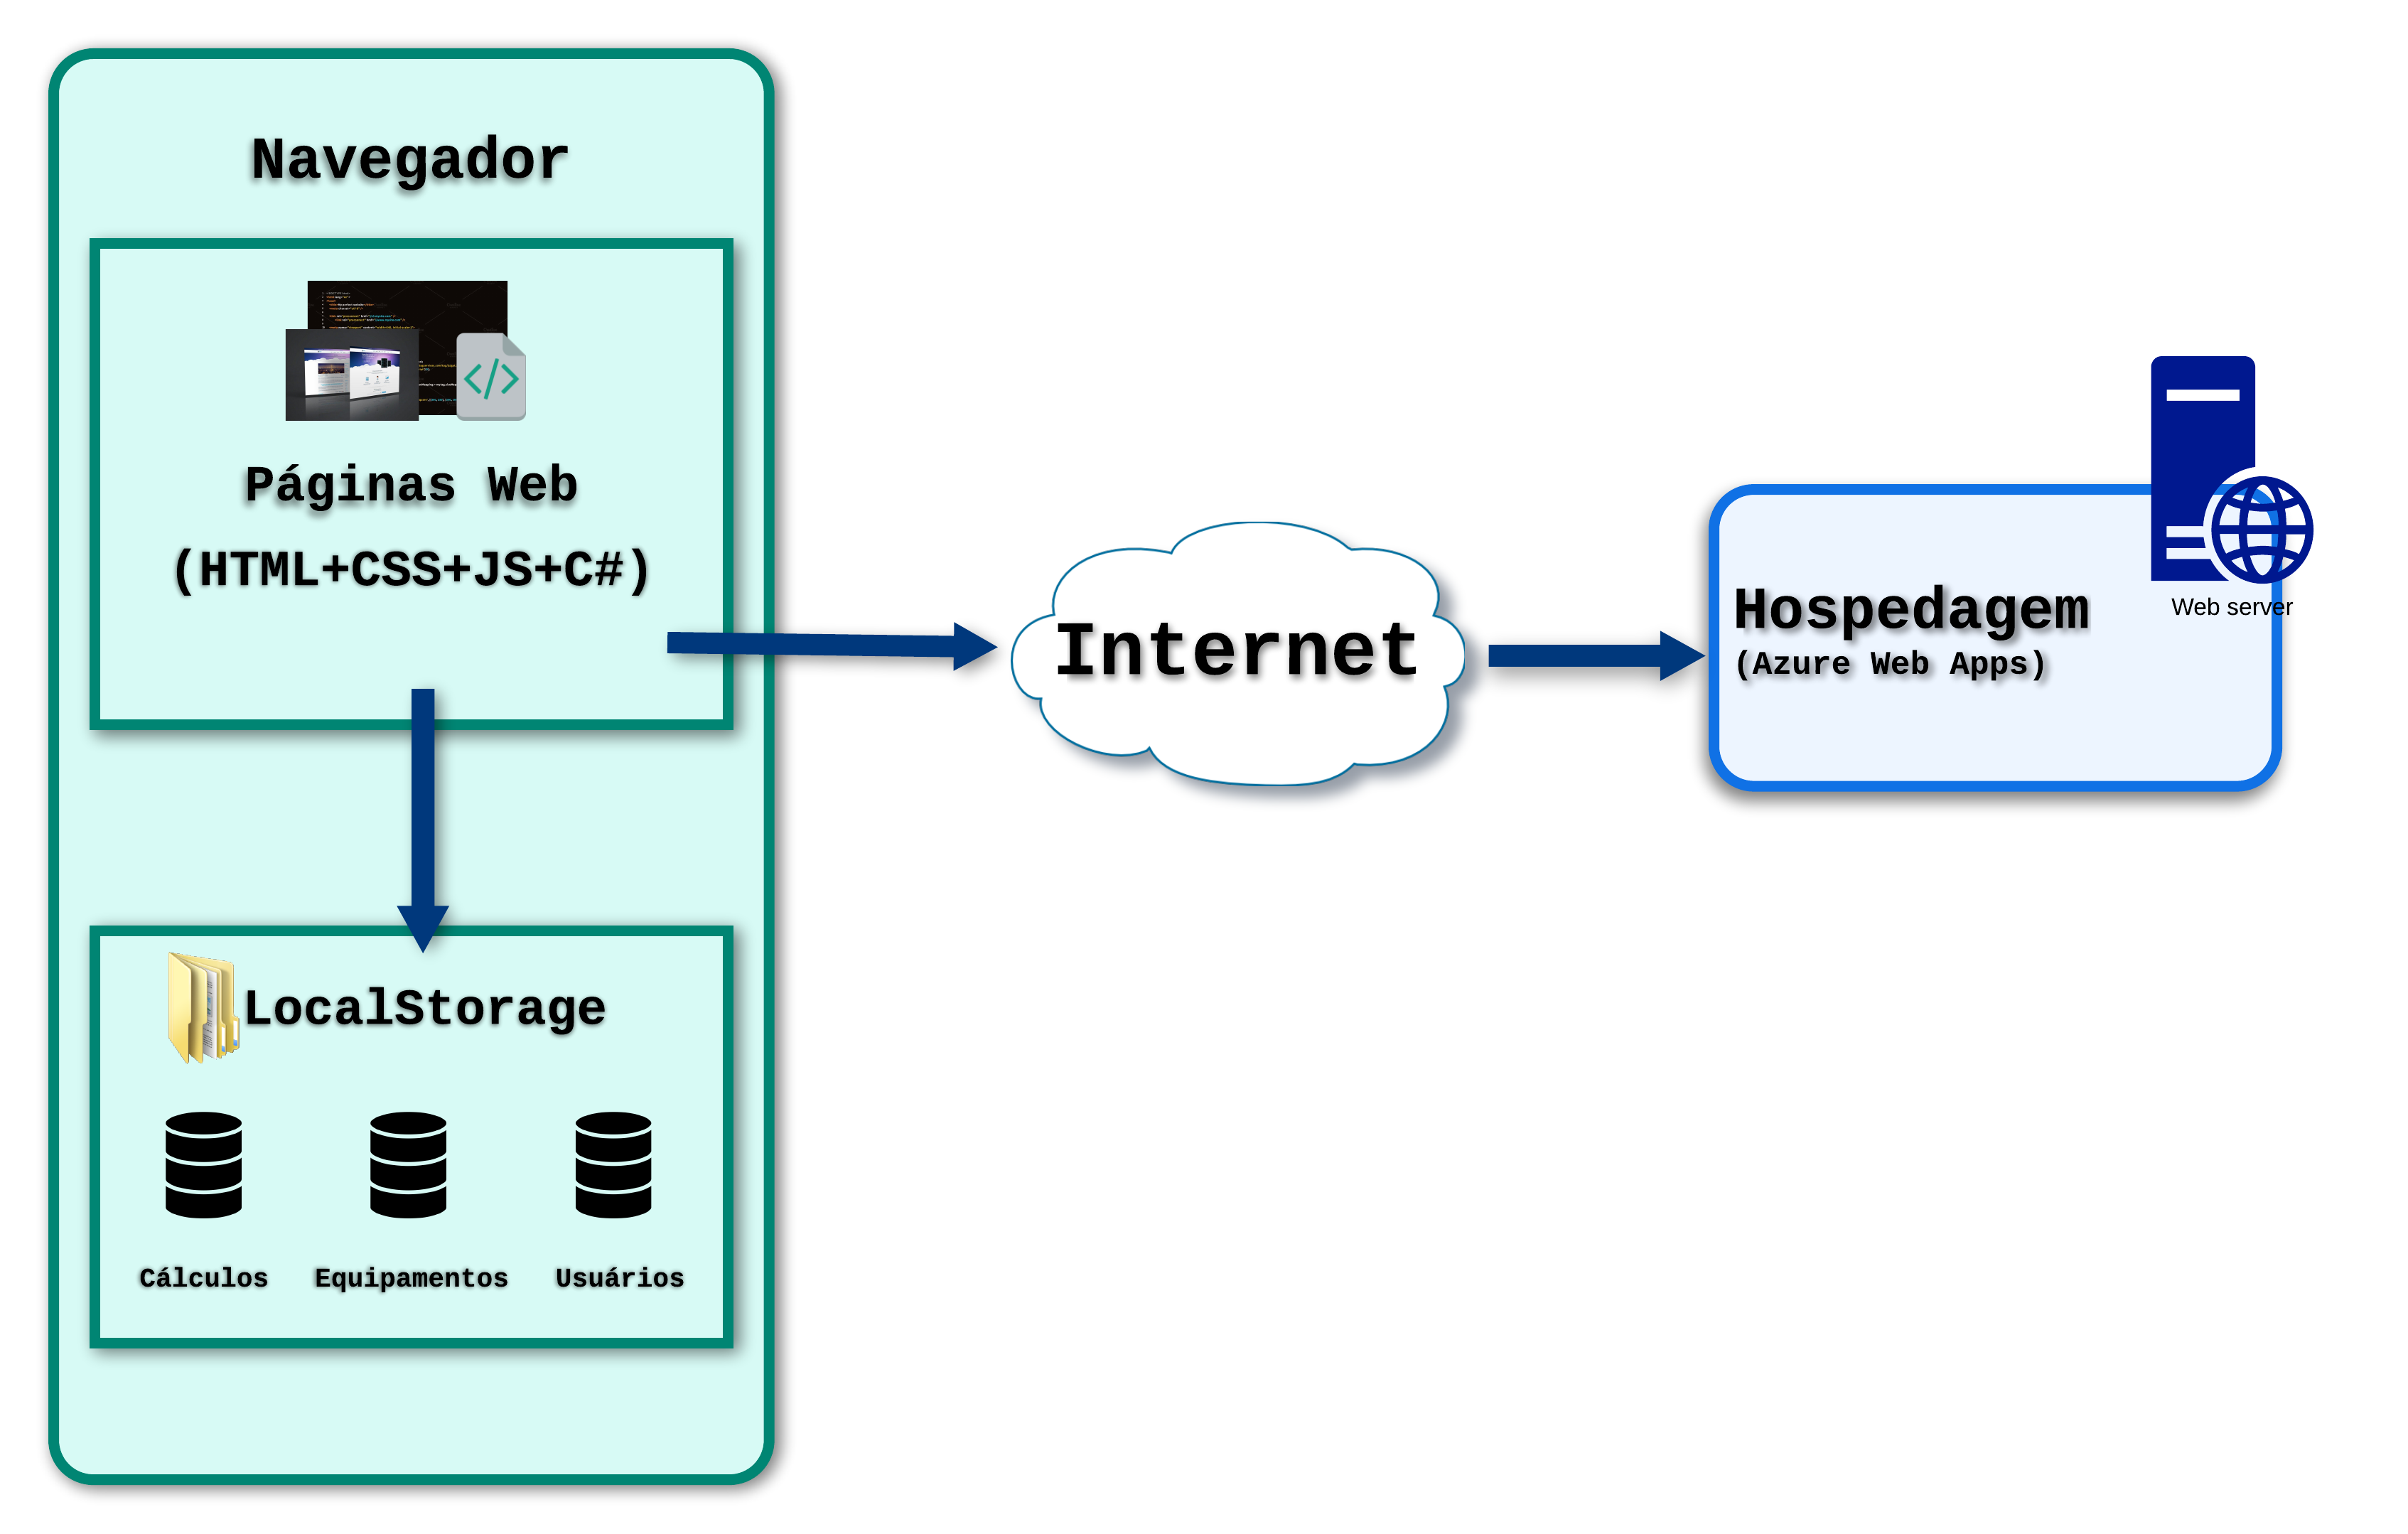 Navegador
Páginas Web
(HTML+CSS+JS+C#)
LocalStorage
Cálculos
Equipamentos
Usuários
Internet
Hospedagem
(Azure Web Apps)
Web server